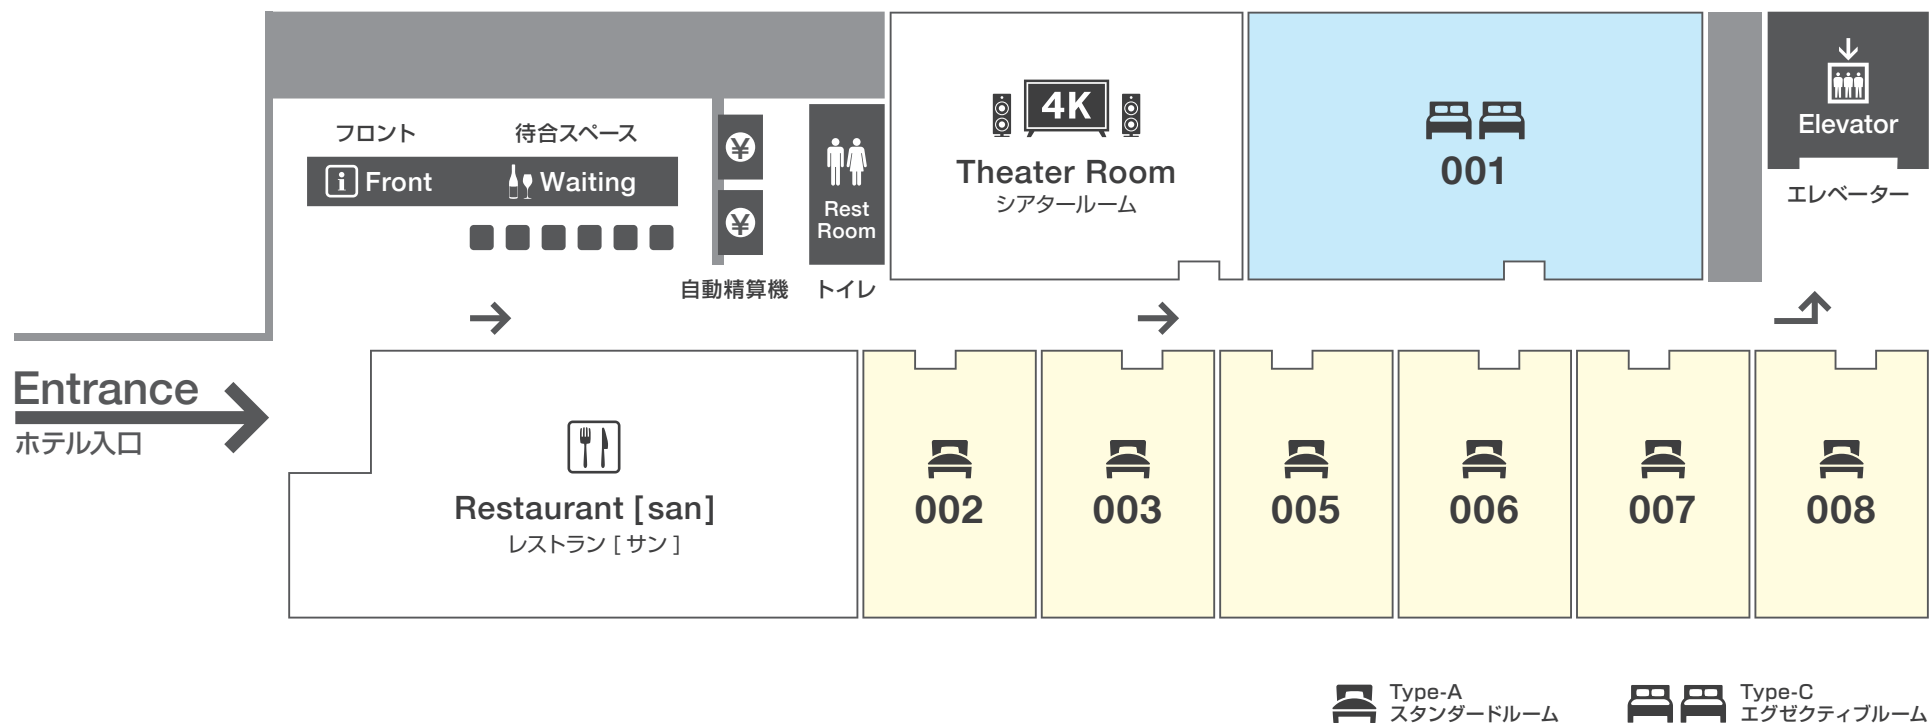 フロント
待合スペース
i Front
Waiting
¥
¥
自動精算機
Rest
Room
トイレ
4K
Theater Room
シアタールーム
001
Elevator
エレベーター
Entrance
ホテル入口
Restaurant [san]
レストラン [ サン ]
002
003
005
006
007
008
Type-A
スタンダードルーム
Type-C
エグゼクティブルーム